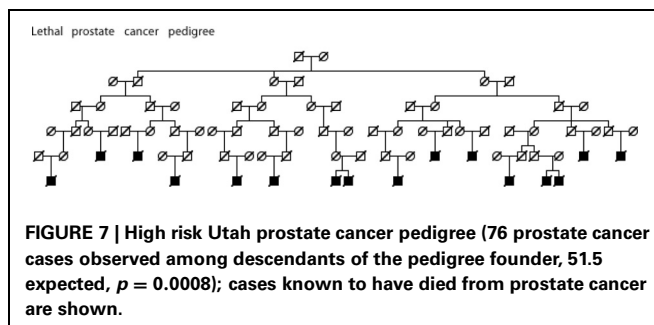 Lethal prostate cancer pedigree
FIGURE 7 | High risk Utah prostate cancer pedigree (76 prostate cancer
cases observed among descendants of the pedigree founder, 51.5
expected, p = 0.0008); cases known to have died from prostate cancer
are shown.